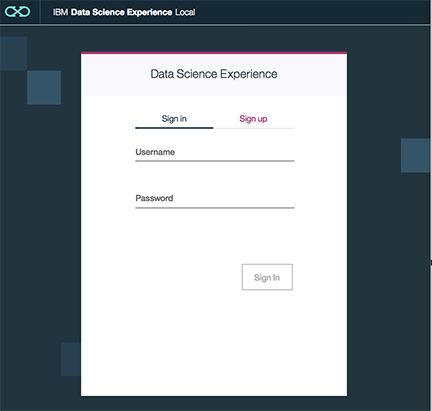 IBM Data Science Experience Local
Data Science Experience
Sign in Sign up
Username
Password
Sign In